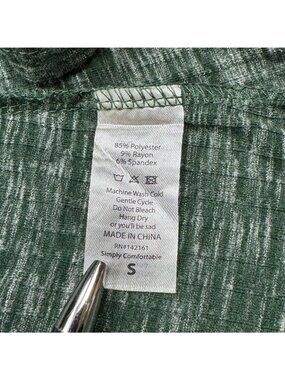 85% Polyester
9% Rayon
6% Spandex
Machine Wash Cold
Gentle Cycle
Do Not Bleach
Hang Dry
or you'll be sad
MADE IN CHINA
RN#142161
Simply Comfortable
S